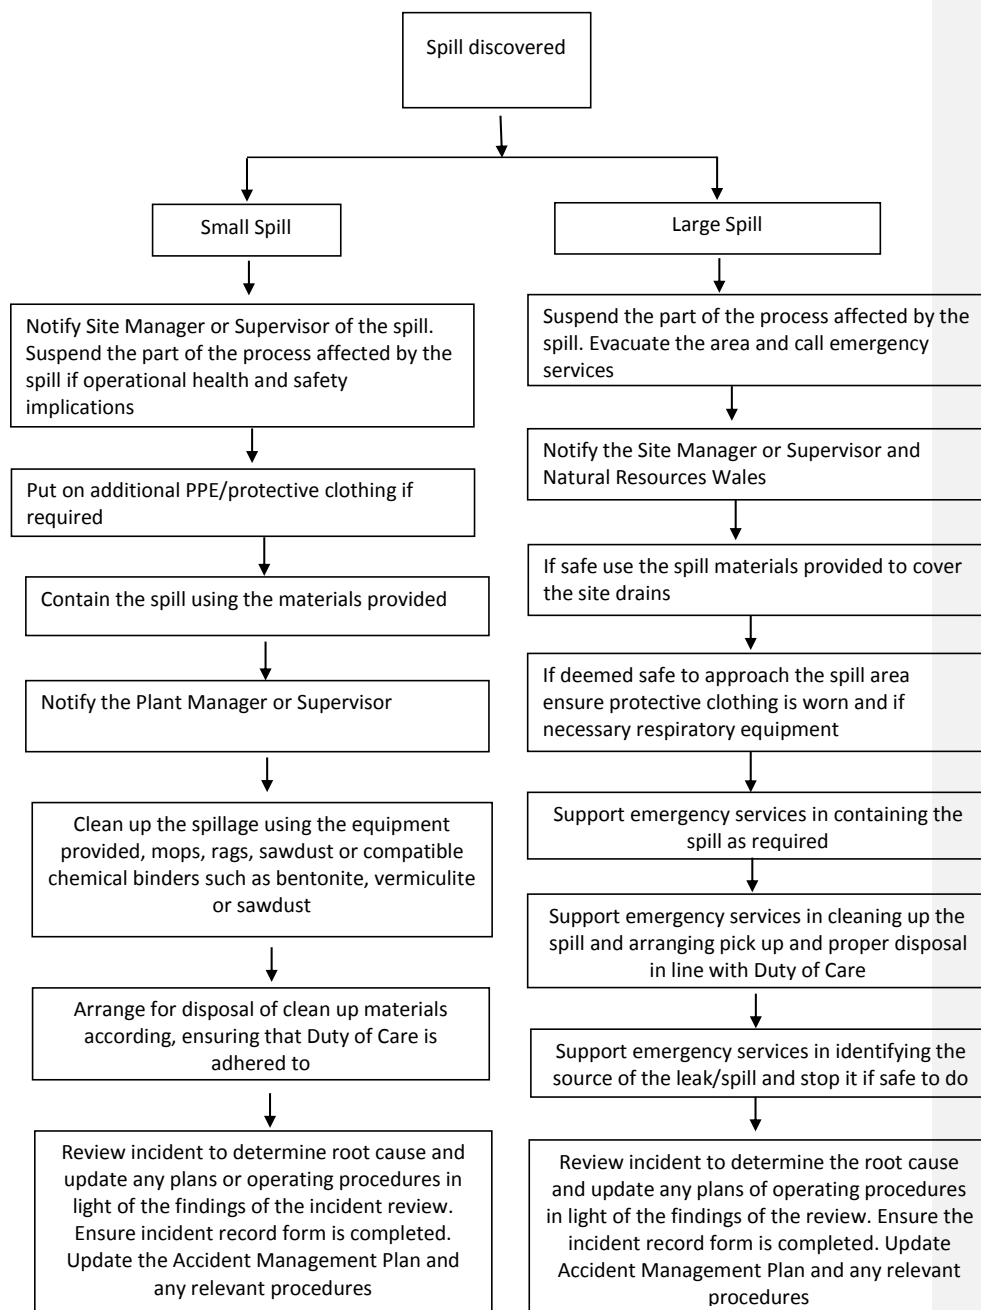 Spill discovered
Small Spill
Large Spill
Notify Site Manager or Supervisor of the spill.
Suspend the part of the process affected by the
spill if operational health and safety
implications
Put on additional PPE/protective clothing if
required
Contain the spill using the materials provided
Notify the Plant Manager or Supervisor
Clean up the spillage using the equipment
provided, mops, rags, sawdust or compatible
chemical binders such as bentonite, vermiculite
or sawdust
Arrange for disposal of clean up materials
according, ensuring that Duty of Care is
adhered to
Review incident to determine root cause and
update any plans or operating procedures in
light of the findings of the incident review.
Ensure incident record form is completed.
Update the Accident Management Plan and
any relevant procedures
Suspend the part of the process affected by the
spill. Evacuate the area and call emergency
services
Notify the Site Manager or Supervisor and
Natural Resources Wales
If safe use the spill materials provided to cover
the site drains
If deemed safe to approach the spill area
ensure protective clothing is worn and if
necessary respiratory equipment
Support emergency services in containing the
spill as required
Support emergency services in cleaning up the
spill and arranging pick up and proper disposal
in line with Duty of Care
Support emergency services in identifying the
source of the leak/spill and stop it if safe to do
Review incident to determine the root cause
and update any plans of operating procedures
in light of the findings of the review. Ensure the
incident record form is completed. Update
Accident Management Plan and any relevant
procedures